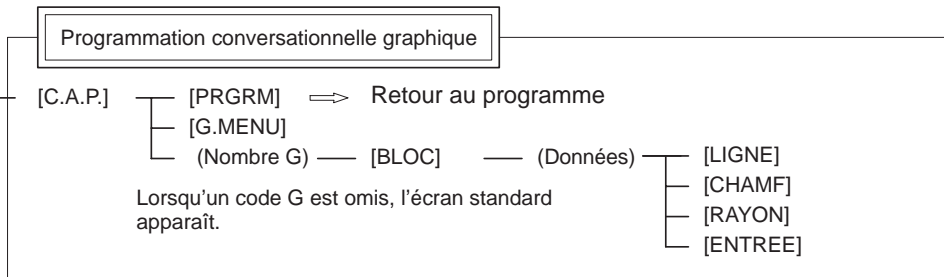 Programmation conversationnelle graphique
[C.A.P.] [PRGRM] Retour au programme
[G.MENU]
(Nombre G) [BLOC] (Données) [LIGNE]
[CHAMF]
Lorsqu'un code G est omis, l'écran standard
apparaît.
[RAYON]
[ENTREE]